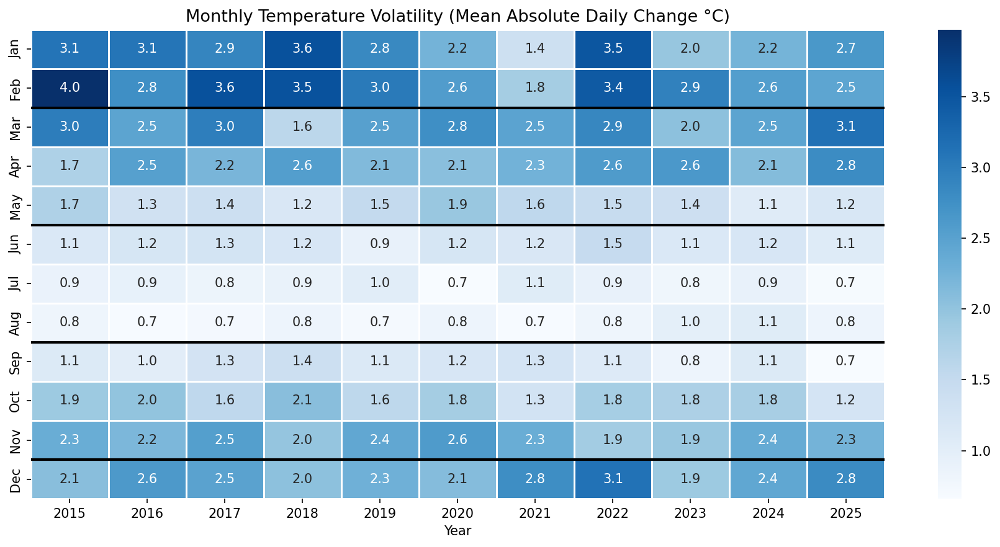 Monthly Temperature Volatility (Mean Absolute Daily Change °C)
Jan 3.1 3.1 2.9 3.6 2.8 2.2 1.4 3.5 2.0 2.2 2.7
Feb 4.0 2.8 3.6 3.5 3.0 2.6 1.8 3.4 2.9 2.6 2.5
Mar 3.0 2.5 3.0 1.6 2.5 2.8 2.5 2.9 2.0 2.5 3.1
Apr 1.7 2.5 2.2 2.6 2.1 2.1 2.3 2.6 2.6 2.1 2.8
May 1.7 1.3 1.4 1.2 1.5 1.9 1.6 1.5 1.4 1.1 1.2
Jun 1.1 1.2 1.3 1.2 0.9 1.2 1.2 1.5 1.1 1.2 1.1
Jul 0.9 0.9 0.8 0.9 1.0 0.7 1.1 0.9 0.8 0.9 0.7
Aug 0.8 0.7 0.7 0.8 0.7 0.8 0.7 0.8 1.0 1.1 0.8
Sep 1.1 1.0 1.3 1.4 1.1 1.2 1.3 1.1 0.8 1.1 0.7
Oct 1.9 2.0 1.6 2.1 1.6 1.8 1.3 1.8 1.8 1.8 1.2
Nov 2.3 2.2 2.5 2.0 2.4 2.6 2.3 1.9 1.9 2.4 2.3
Dec 2.1 2.6 2.5 2.0 2.3 2.1 2.8 3.1 1.9 2.4 2.8
2015 2016 2017 2018 2019 2020 2021 2022 2023 2024 2025
Year
3.5
3.0
2.5
2.0
1.5
1.0